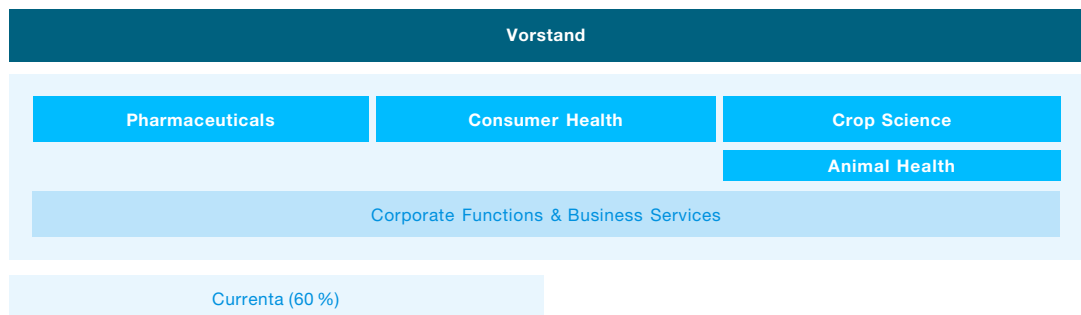 Vorstand
Pharmaceuticals
Consumer Health
Crop Science
Animal Health
Corporate Functions & Business Services
Currenta (60 %)